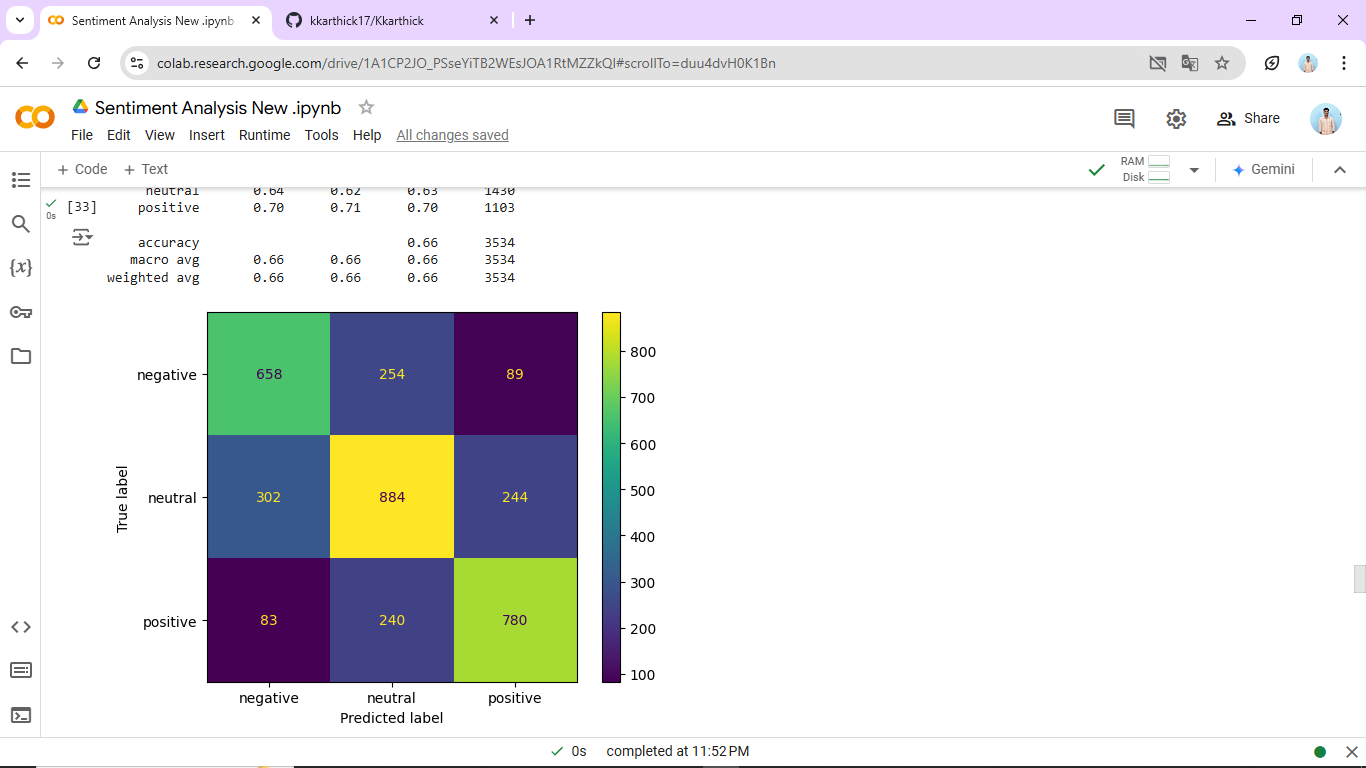 Sentiment Analysis New .ipynb
kkarthick17/Kkarthick
colab.research.google.com/drive/1A1CP2JO_PSseYiTB2WEsJOA1RtMZZkQI#scrollTo=duu4dvH0K1Bn
Sentiment Analysis New .ipynb
File Edit View Insert Runtime Tools Help All changes saved
Share
+ Code + Text
RAM
Disk
Gemini
neutral 0.64 0.62 0.63 1430
[33] positive 0.70 0.71 0.70 1103
0s
accuracy 0.66 3534
macro avg 0.66 0.66 0.66 3534
weighted avg 0.66 0.66 0.66 3534
True label
negative 658 254 89
neutral 302 884 244
positive 83 240 780
negative neutral positive
Predicted label
800
700
600
500
400
300
200
100
0s completed at 11:52 PM